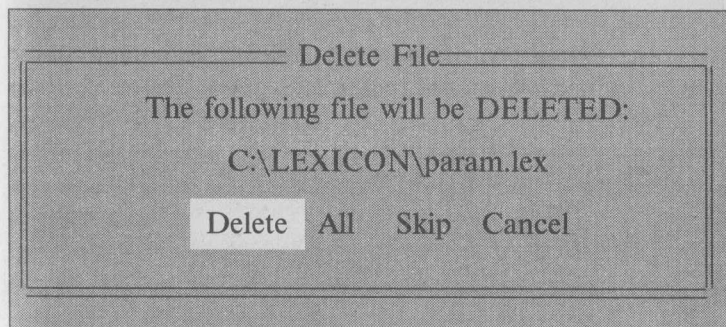 Delete File
The following file will be DELETED:
C:\LEXICON\param.lex
Delete All Skip Cancel